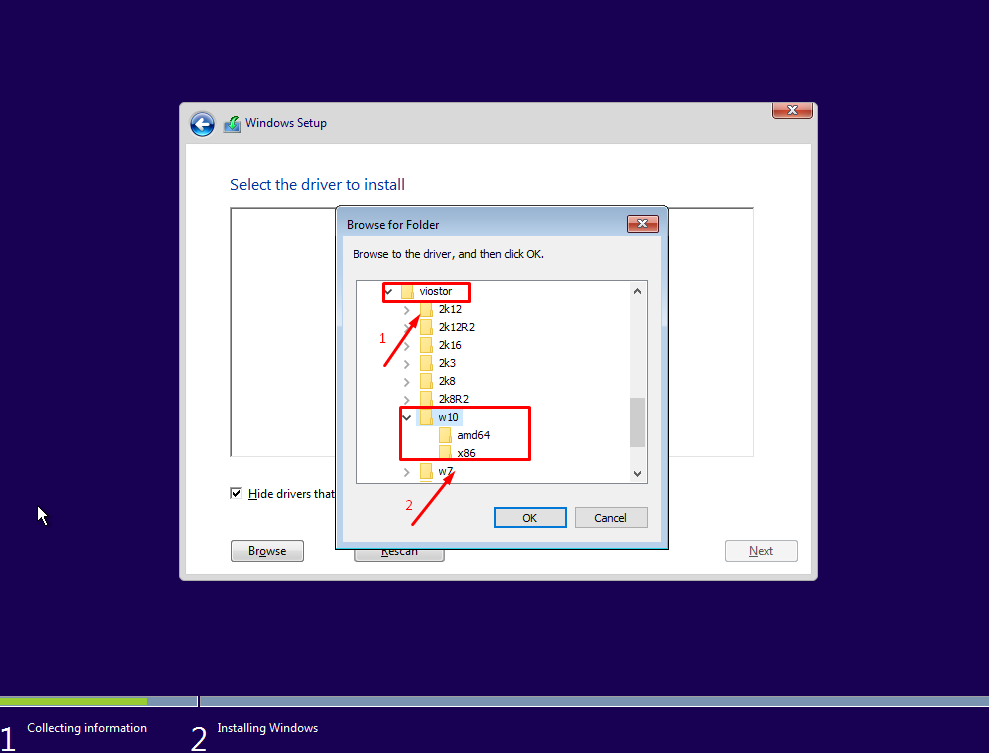 Windows Setup
Select the driver to install
Browse for Folder
Browse to the driver, and then click OK.
viostor
2k12
2k12R2
1
2k16
2k3
2k8
2k8R2
w10
amd64
x86
w7
2
Hide drivers that
OK
Cancel
Browse
Rescan
Next
1 Collecting information
2 Installing Windows